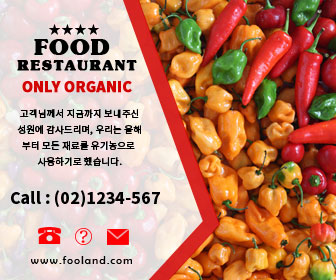 ★★★★
FOOD
RESTAURANT
ONLY ORGANIC
고객님께서 지금까지 보내주신
성원에 감사드리며, 우리는 올해
부터 모든 재료를 유기농으로
사용하기로 했습니다.
Call : (02)1234-567
?
www.fooland.com